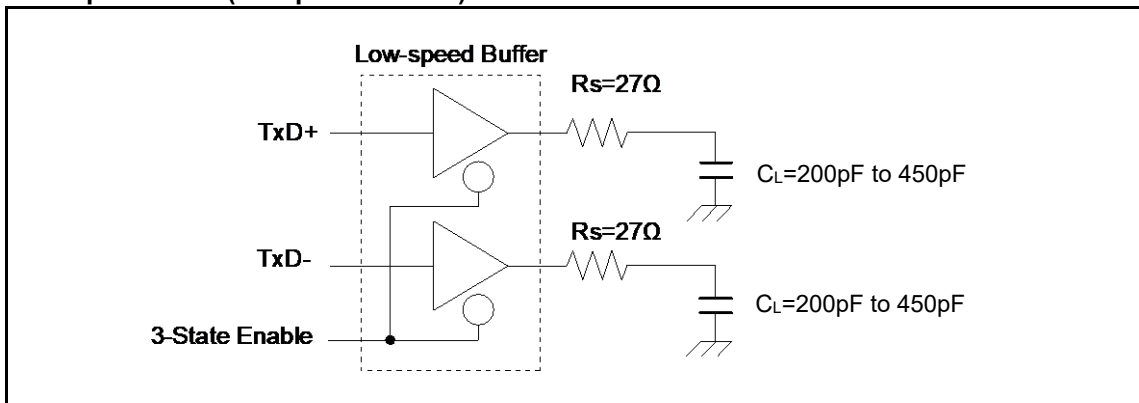 Low-speed Buffer
Rs=27Ω
TxD+
CL=200pF to 450pF
Rs=27Ω
TxD-
CL=200pF to 450pF
3-State Enable